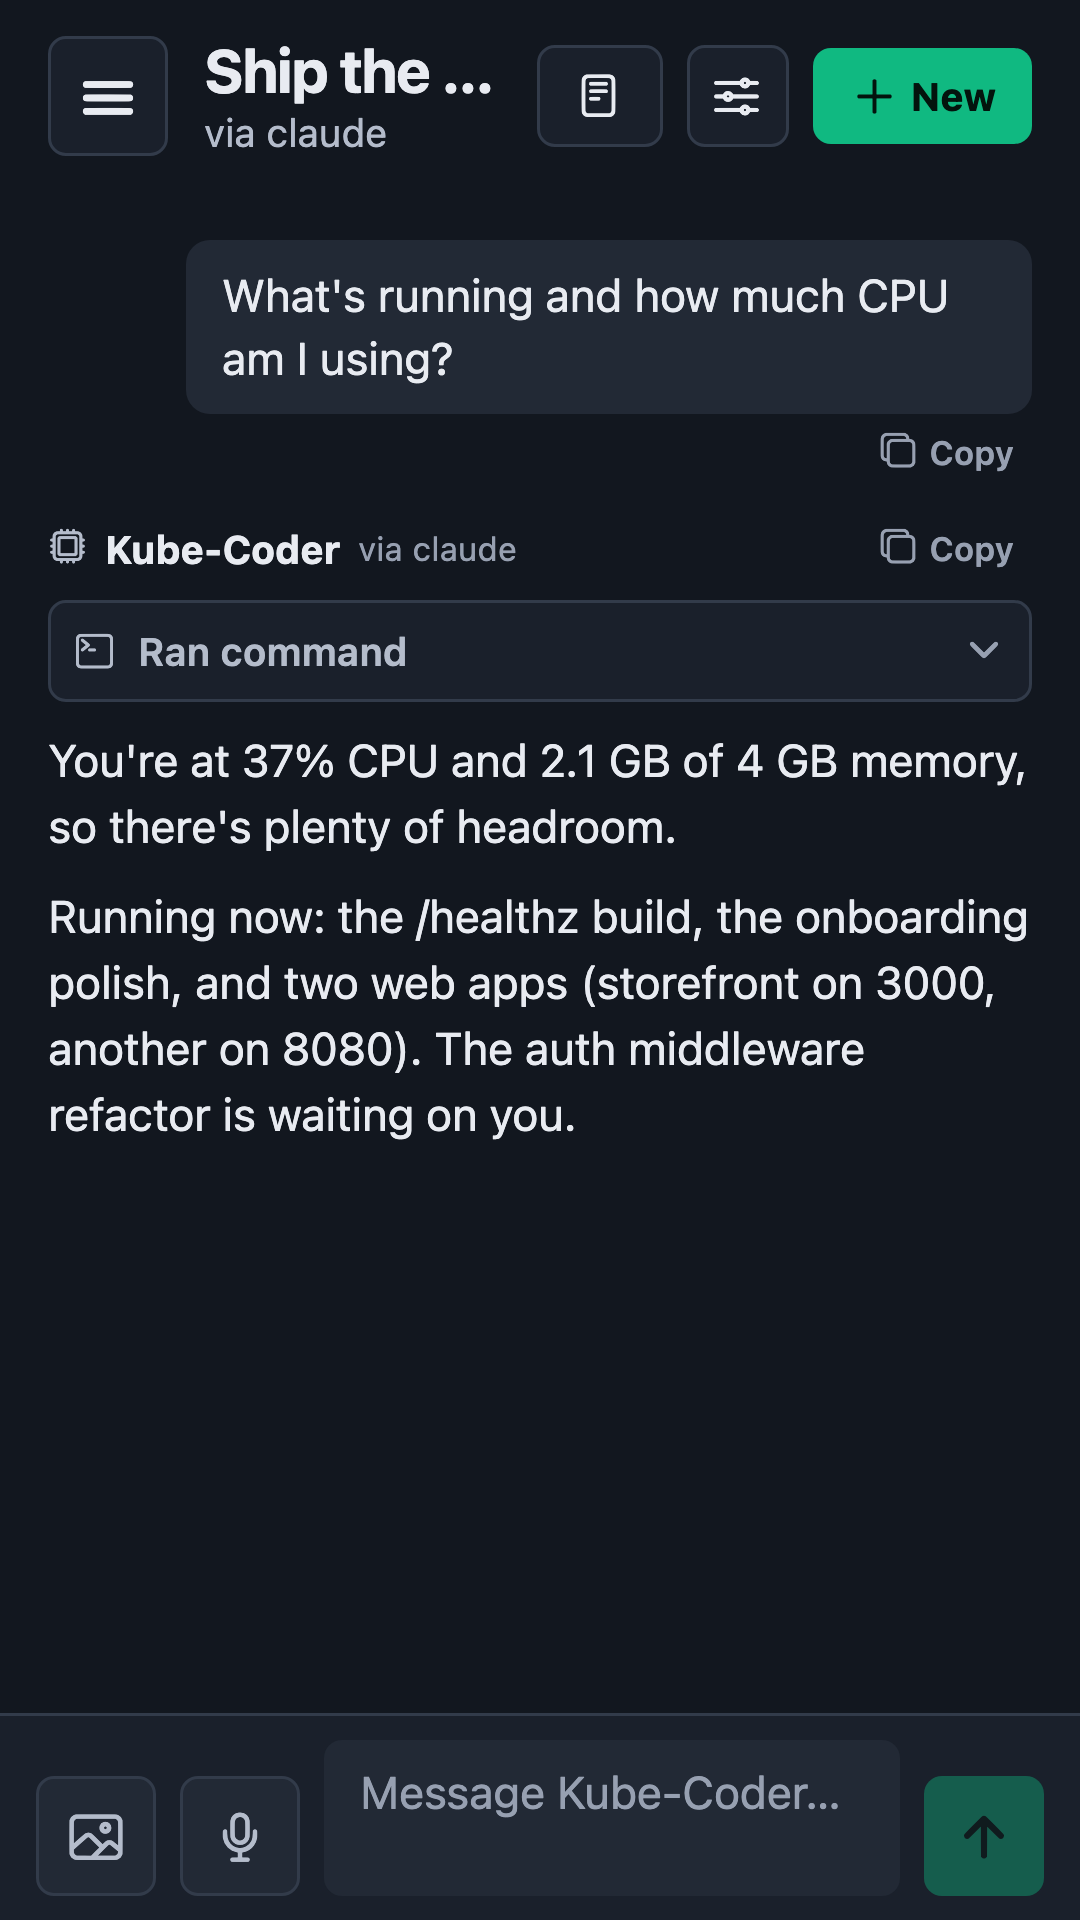 Ship the ...
via claude
New
What's running and how much CPU
am I using?
Copy
Kube-Coder via claude
Copy
Ran command
You're at 37% CPU and 2.1 GB of 4 GB memory,
so there's plenty of headroom.
Running now: the /healthz build, the onboarding
polish, and two web apps (storefront on 3000,
another on 8080). The auth middleware
refactor is waiting on you.
Message Kube-Coder...